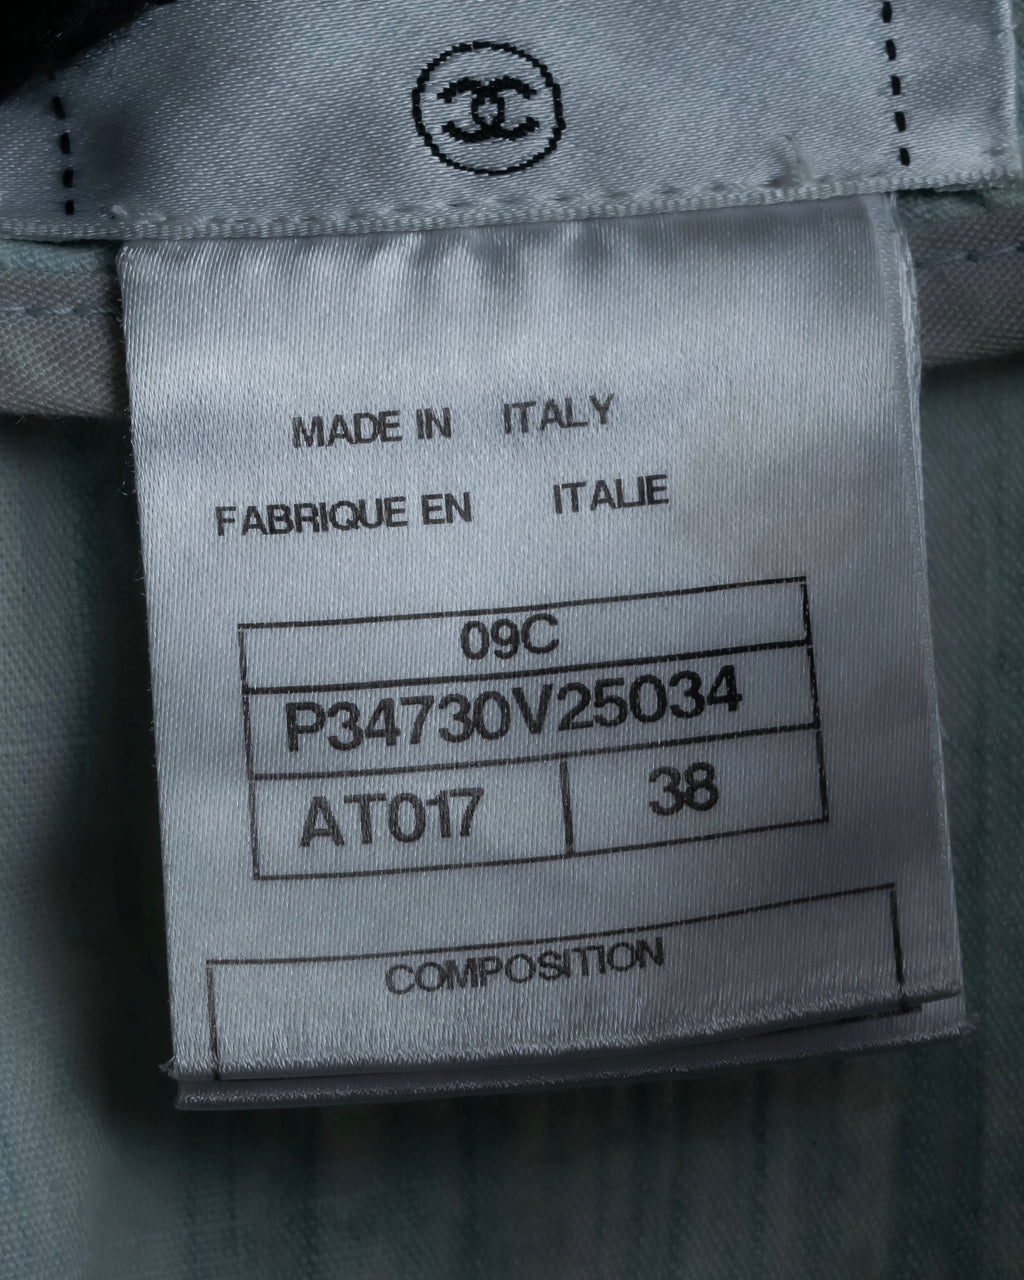 MADE IN ITALY
FABRIQUE EN ITALIE
09C
P34730V25034
AT017 38
COMPOSITION